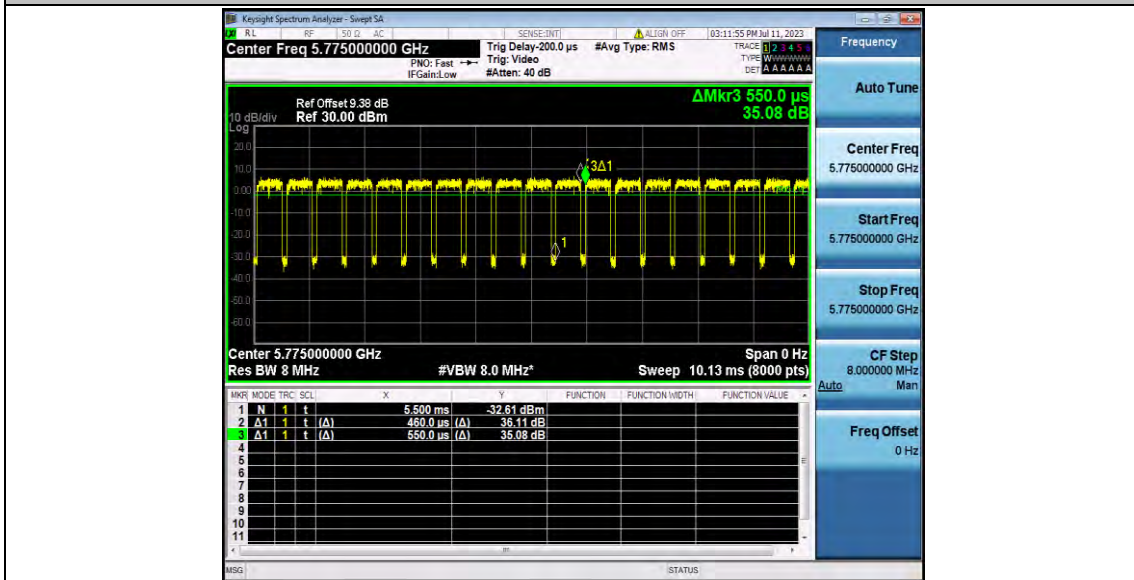 Keysight Spectrum Analyzer - Swept SA
RL RF 50 Ω AC SENSE:INT ALIGN OFF 03:11:55 PM Jul 11, 2023
Center Freq 5.775000000 GHz
PNO: Fast
IFGain:Low
Trig Delay-200.0 µs
Trig: Video
#Atten: 40 dB
#Avg Type: RMS
TRACE 1 2 3 4 5 6
TYPE WWWWWW
DET A A A A A A
Frequency
Auto Tune
Center Freq
5.775000000 GHz
Start Freq
5.775000000 GHz
Stop Freq
5.775000000 GHz
CF Step
8.000000 MHz
Auto Man
Freq Offset
0 Hz
ΔMkr3 550.0 µs
35.08 dB
Ref Offset 9.38 dB
10 dB/div Ref 30.00 dBm
Log
20.0
10.0
0.00
-10.0
-20.0
-30.0
-40.0
-50.0
-60.0
3Δ1
1
Center 5.775000000 GHz Span 0 Hz
Res BW 8 MHz #VBW 8.0 MHz* Sweep 10.13 ms (8000 pts)
MKR MODE TRC SCL X Y FUNCTION FUNCTION WIDTH FUNCTION VALUE
1 N 1 t 5.500 ms -32.61 dBm
2 Δ1 1 t (Δ) 460.0 µs (Δ) 36.11 dB
3 Δ1 1 t (Δ) 550.0 µs (Δ) 35.08 dB
4
5
6
7
8
9
10
11
MSG STATUS